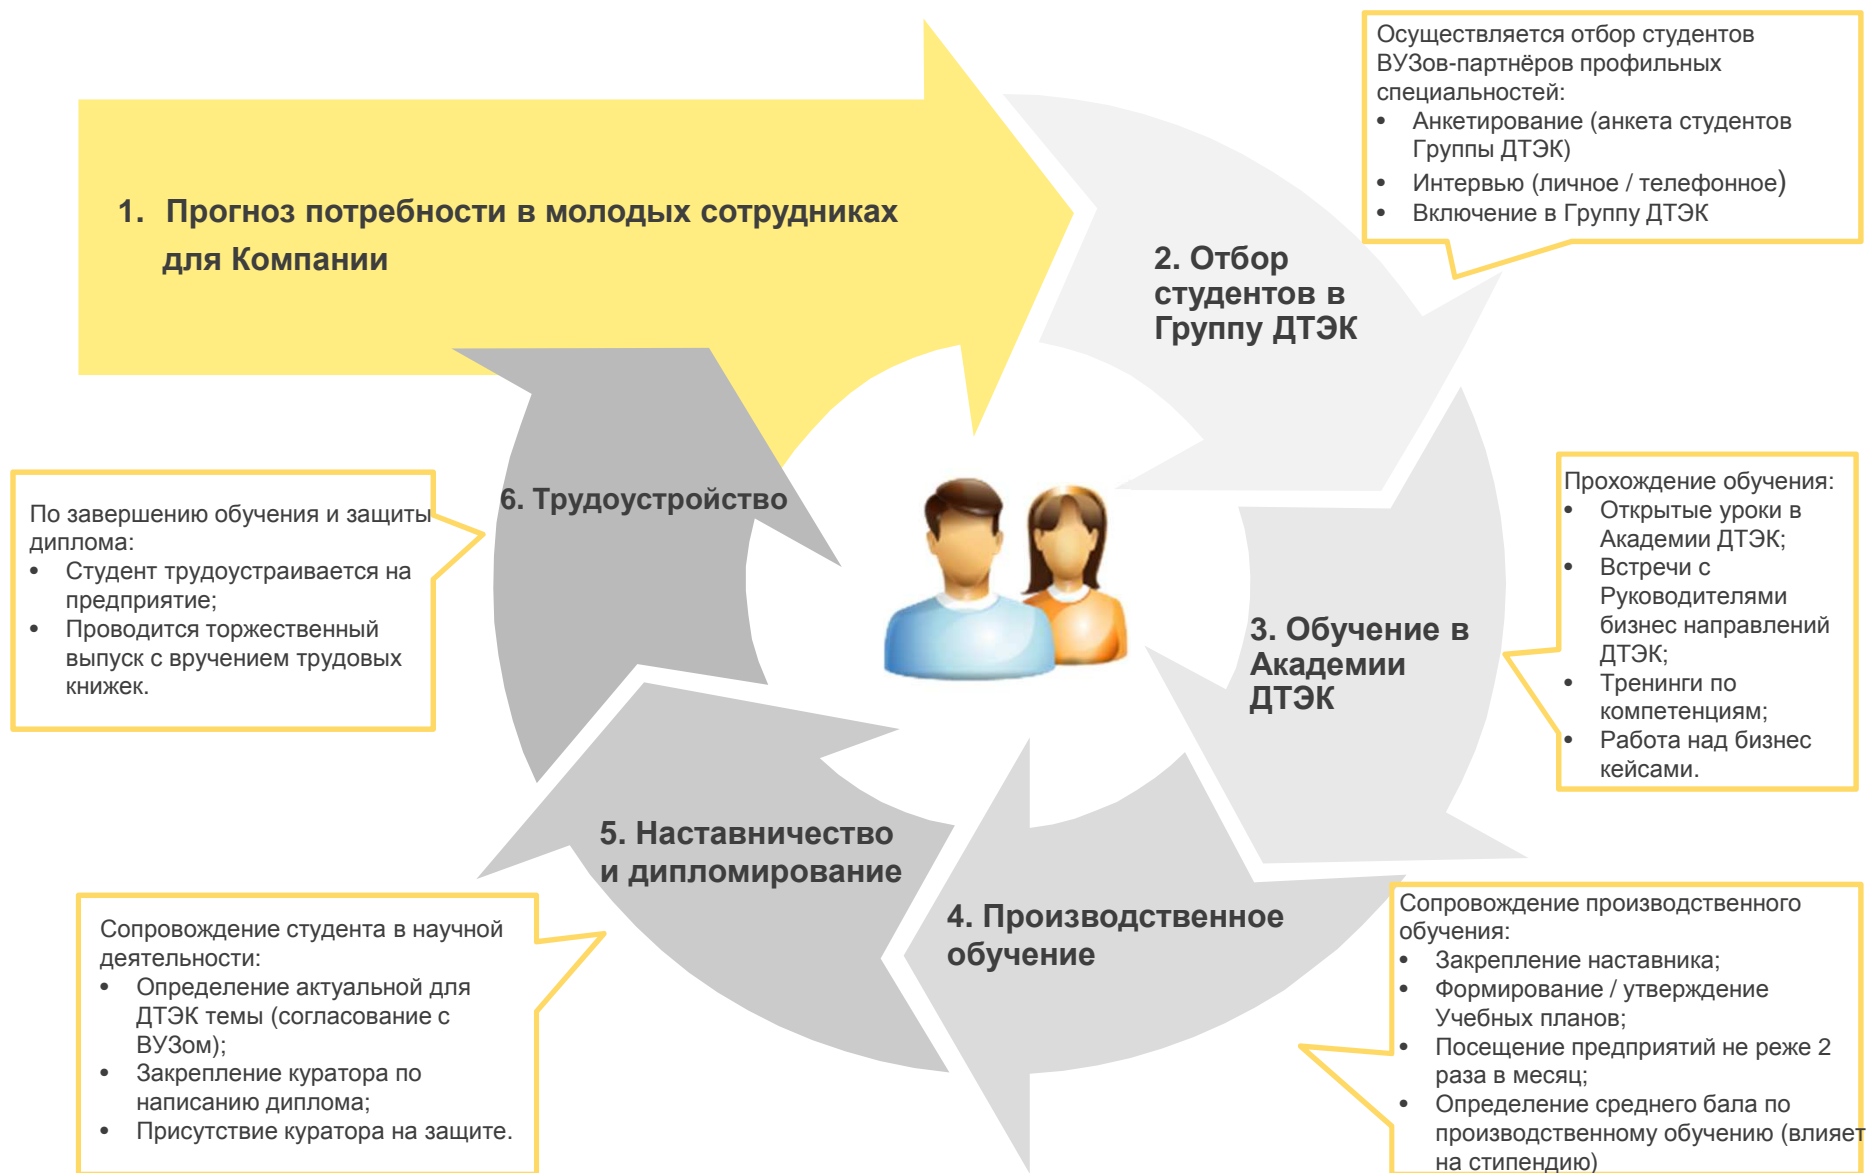 1. Прогноз потребности в молодых сотрудниках
для Компании
Осуществляется отбор студентов
ВУЗов-партнёров профильных
специальностей:
• Анкетирование (анкета студентов
Группы ДТЭК)
• Интервью (личное / телефонное)
• Включение в Группу ДТЭК
2. Отбор
студентов в
Группу ДТЭК
Прохождение обучения:
• Открытые уроки в
Академии ДТЭК;
• Встречи с
Руководителями
бизнес направлений
ДТЭК;
• Тренинги по
компетенциям;
• Работа над бизнес
кейсами.
3. Обучение в
Академии
ДТЭК
Сопровождение производственного
обучения:
• Закрепление наставника;
• Формирование / утверждение
Учебных планов;
• Посещение предприятий не реже 2
раза в месяц;
• Определение среднего бала по
производственному обучению (влияет
на стипендию)
4. Производственное
обучение
5. Наставничество
и дипломирование
Сопровождение студента в научной
деятельности:
• Определение актуальной для
ДТЭК темы (согласование с
ВУЗом);
• Закрепление куратора по
написанию диплома;
• Присутствие куратора на защите.
6. Трудоустройство
По завершению обучения и защиты
диплома:
• Студент трудоустраивается на
предприятие;
• Проводится торжественный
выпуск с вручением трудовых
книжек.